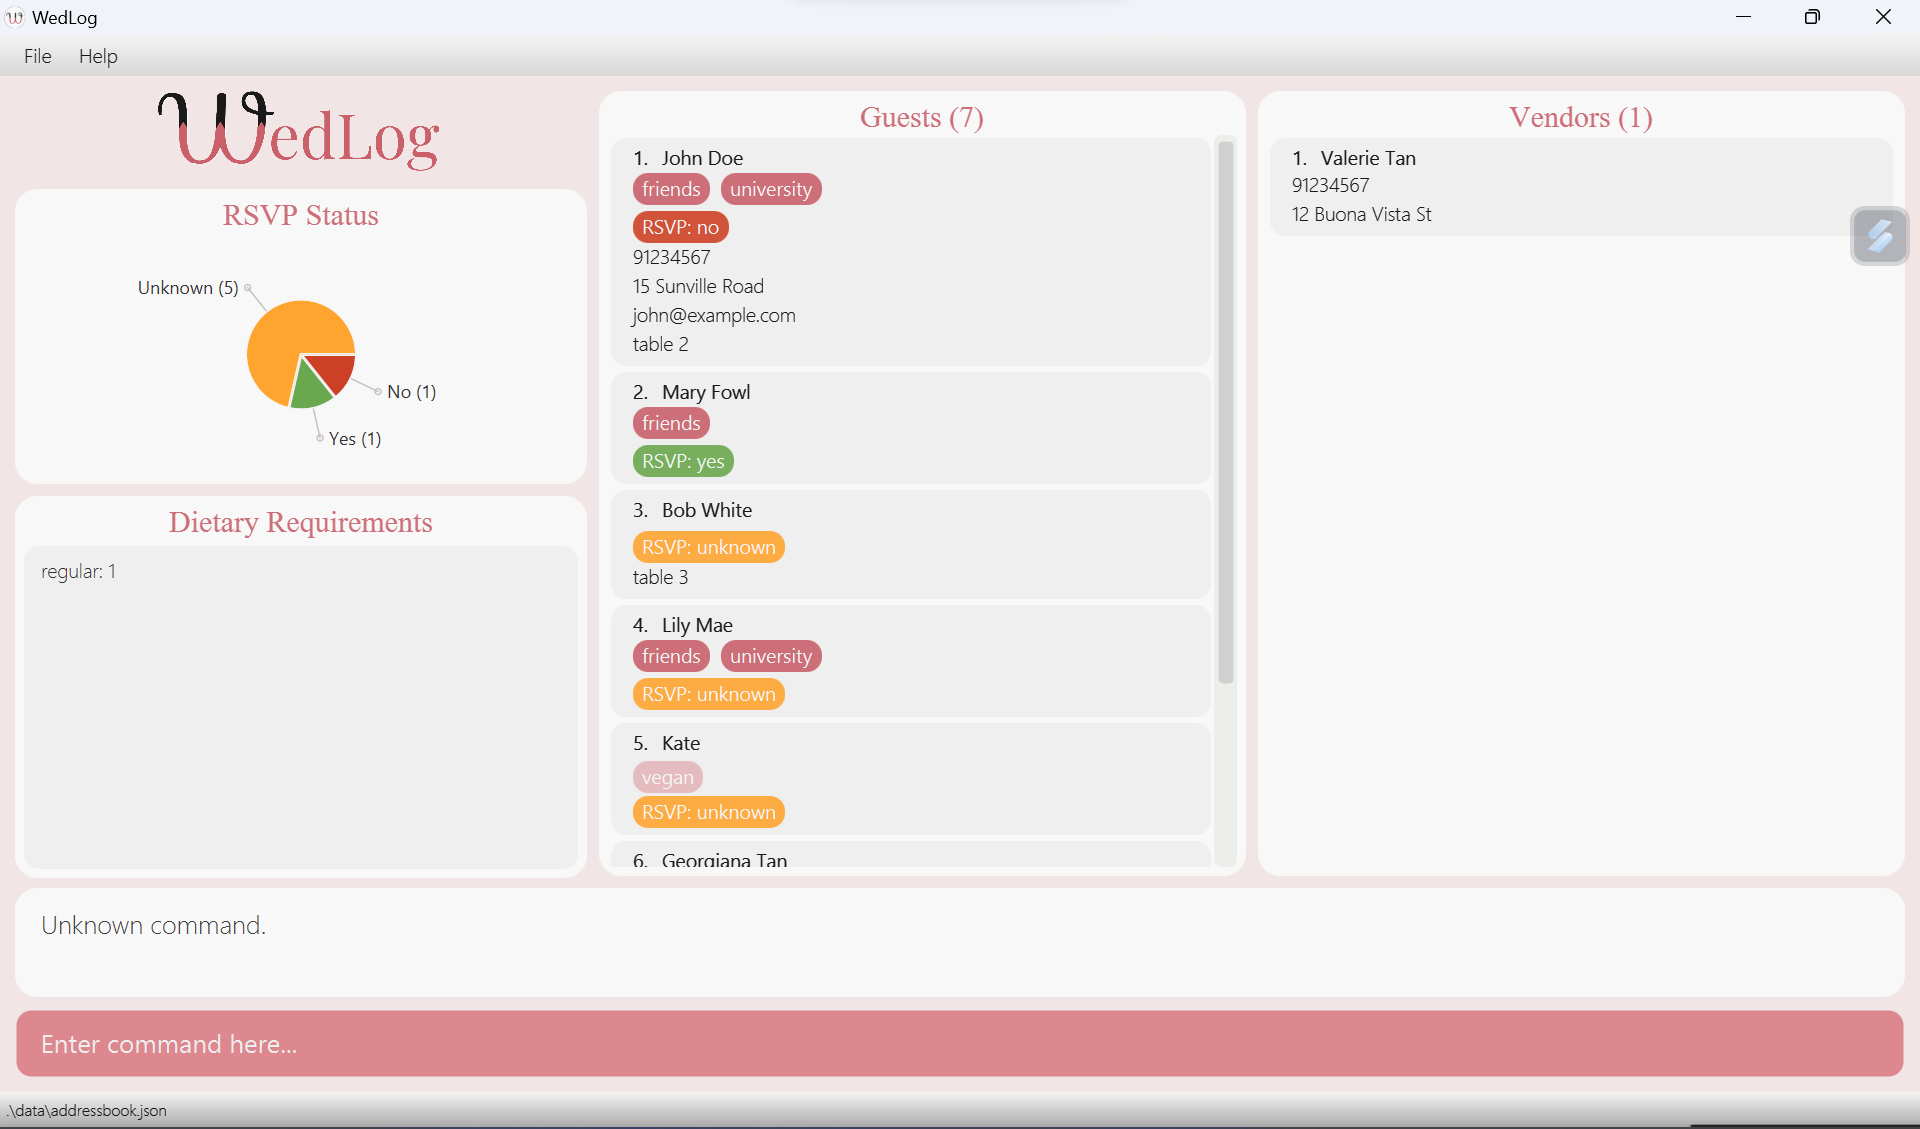 WedLog
File Help
WedLog
RSVP Status
Unknown (5)
No (1)
Yes (1)
Dietary Requirements
regular: 1
Guests (7)
1. John Doe
friends university
RSVP: no
91234567
15 Sunville Road
john@example.com
table 2
2. Mary Fowl
friends
RSVP: yes
3. Bob White
RSVP: unknown
table 3
4. Lily Mae
friends university
RSVP: unknown
5. Kate
vegan
RSVP: unknown
6. Georgiana Tan
Vendors (1)
1. Valerie Tan
91234567
12 Buona Vista St
Unknown command.
Enter command here...
.\data\addressbook.json